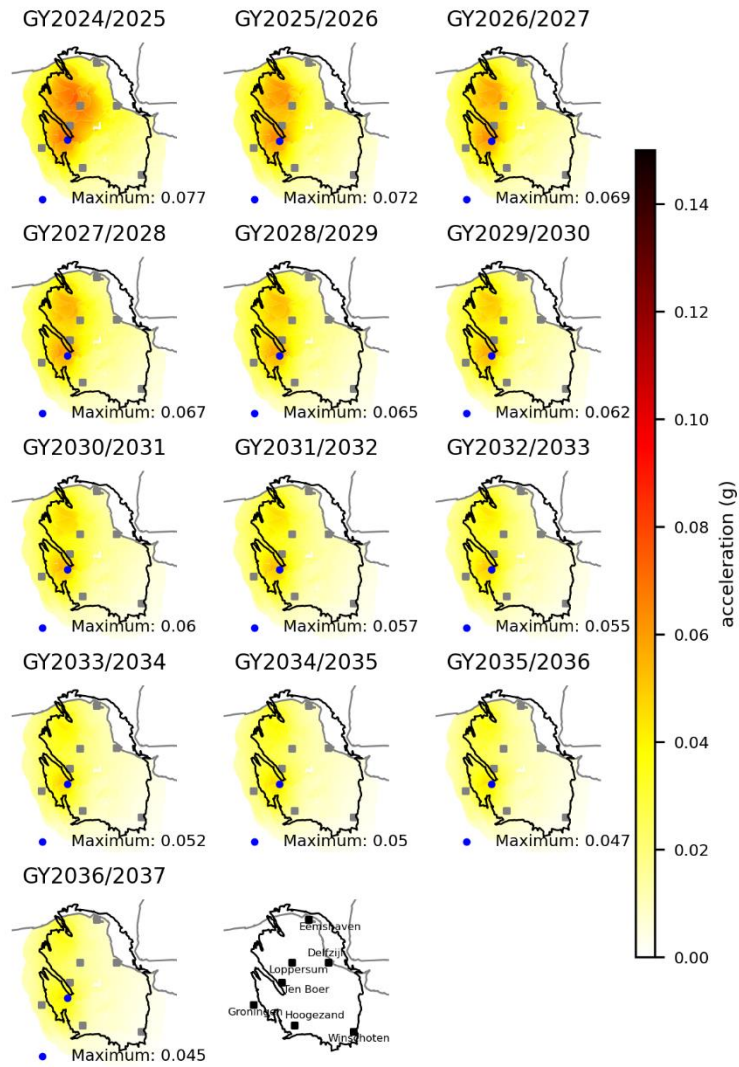 GY2024/2025 GY2025/2026 GY2026/2027
Maximum: 0.077 Maximum: 0.072 Maximum: 0.069
GY2027/2028 GY2028/2029 GY2029/2030
Maximum: 0.067 Maximum: 0.065 Maximum: 0.062
GY2030/2031 GY2031/2032 GY2032/2033
Maximum: 0.06 Maximum: 0.057 Maximum: 0.055
GY2033/2034 GY2034/2035 GY2035/2036
Maximum: 0.052 Maximum: 0.05 Maximum: 0.047
GY2036/2037
Maximum: 0.045
Eemshaven
Delfzijl
Loppersum
Ten Boer
Groningen
Hoogezand
Winschoten
0.14
0.12
0.10
0.08
0.06
0.04
0.02
0.00
acceleration (g)